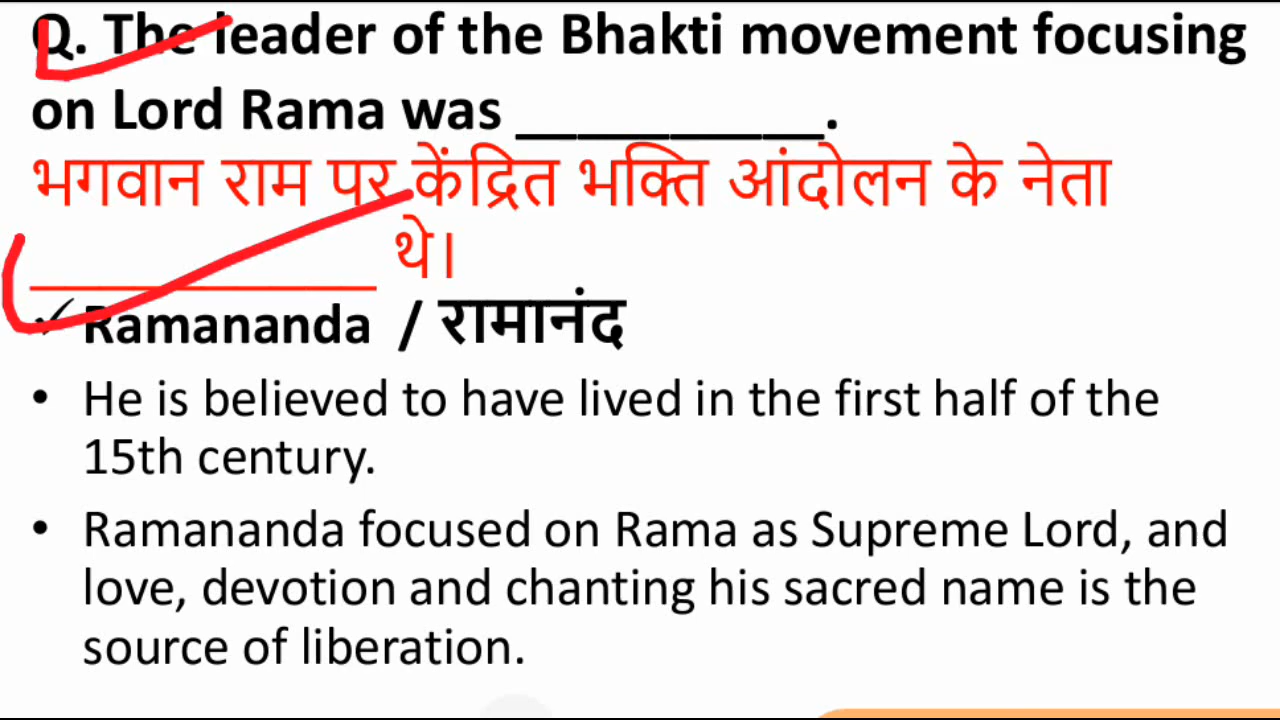 Q. The leader of the Bhakti movement focusing
on Lord Rama was ___________.
भगवान राम पर केंद्रित भक्ति आंदोलन के नेता
____________ थे।
✓ Ramananda / रामानंद
• He is believed to have lived in the first half of the
15th century.
• Ramananda focused on Rama as Supreme Lord, and
love, devotion and chanting his sacred name is the
source of liberation.